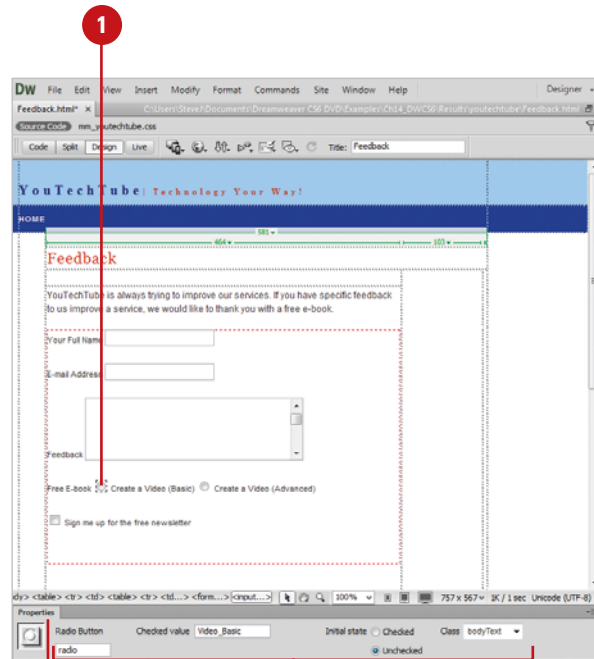 1
DW File Edit View Insert Modify Format Commands Site Window Help Designer
Feedback.html* × C:\Users\SteveJ\Documents\Dreamweaver CS6 DVD\Examples\Ch14_DWCS6\Results\youtechtube\Feedback.html
Source Code mm_youtechtube.css
Code Split Design Live Title: Feedback
YouTechTube| Technology Your Way!
HOME
581
464 103
Feedback
YouTechTube is always trying to improve our services. If you have specific feedback
to us improve a service, we would like to thank you with a free e-book.
Your Full Name
E-mail Address
Feedback
Free E-book Create a Video (Basic) Create a Video (Advanced)
Sign me up for the free newsletter
dy> <table> <tr> <td> <table> <tr> <td...> <form...> <input...> 100% 757 x 567 1K / 1 sec Unicode (UTF-8)
Properties
Radio Button Checked value Video_Basic Initial state Checked Class bodyText
radio Unchecked